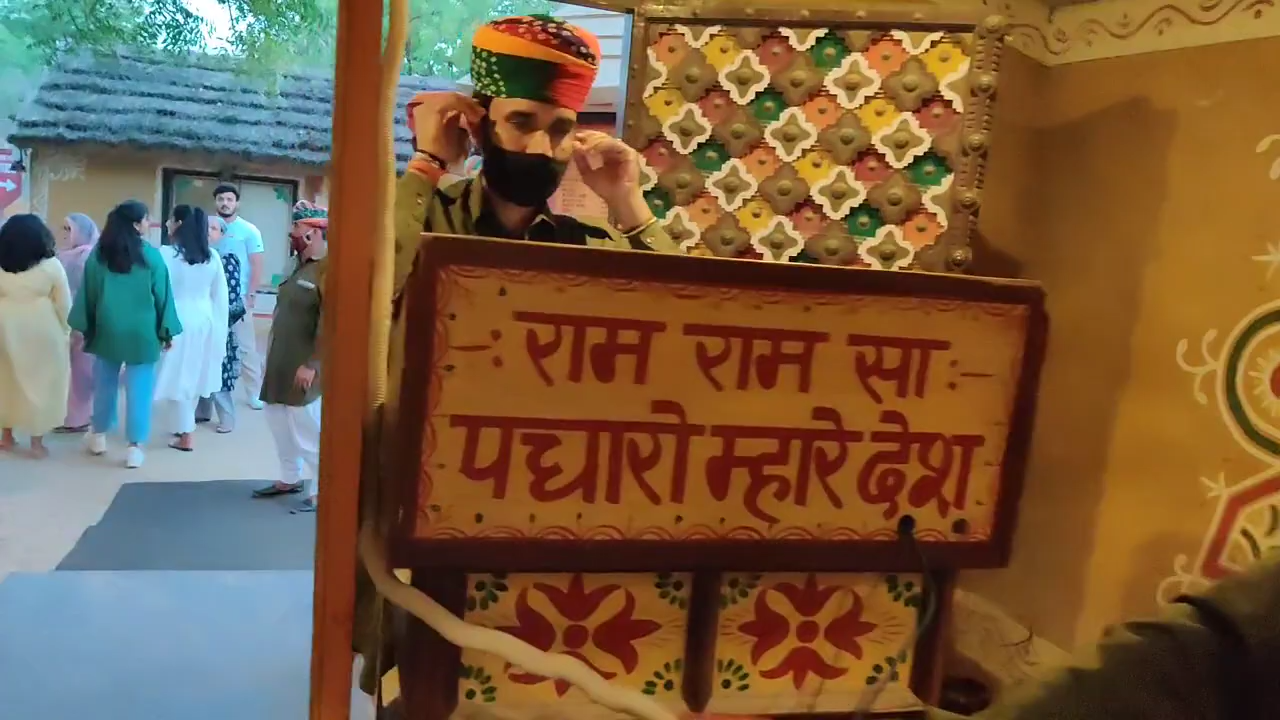 -: राम राम सा :-
पधारो म्हारे देश